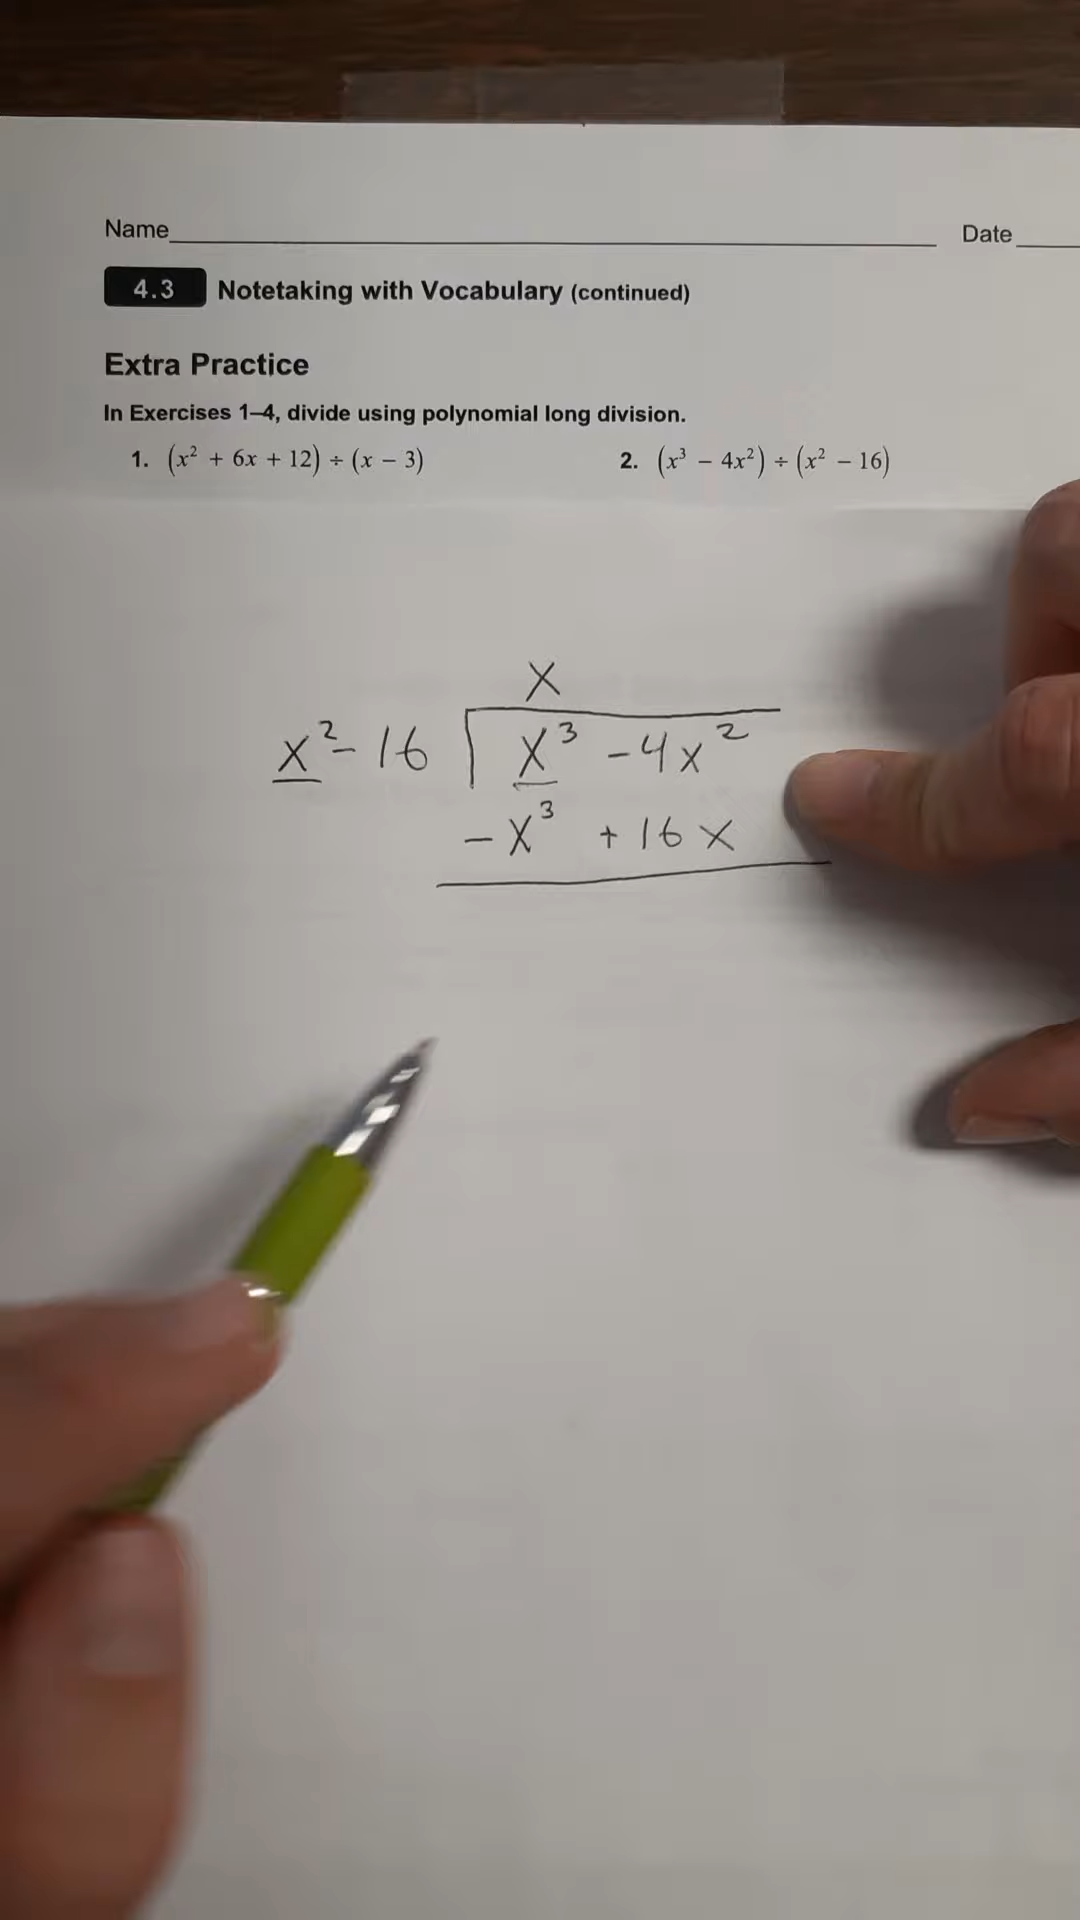 Name Date
4.3 Notetaking with Vocabulary (continued)
Extra Practice
In Exercises 1–4, divide using polynomial long division.
1. (x² + 6x + 12) ÷ (x − 3) 2. (x³ − 4x²) ÷ (x² − 16)
x
x² - 16 x³ - 4x²
- x³ + 16x